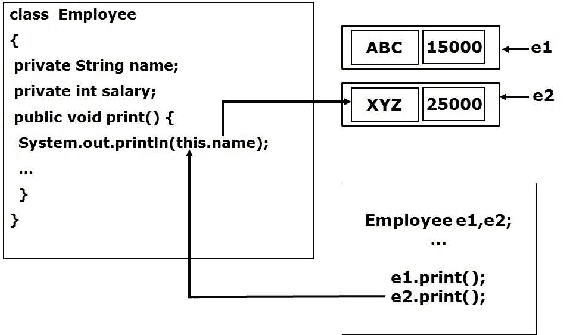 class Employee
{
private String name;
private int salary;
public void print() {
System.out.println(this.name);
...
}
}
ABC 15000 e1
XYZ 25000 e2
Employee e1,e2;
...
e1.print();
e2.print();